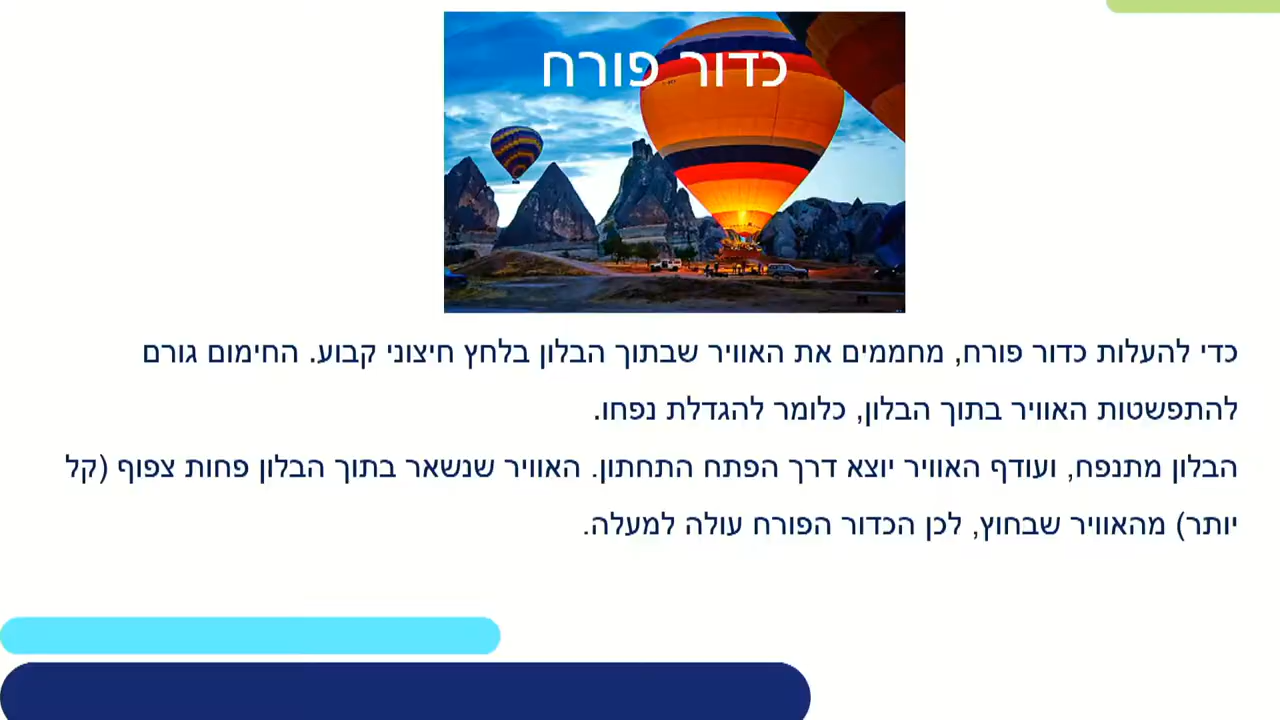 כדור פורח
כדי להעלות כדור פורח, מחממים את האוויר שבתוך הבלון בלחץ חיצוני קבוע. החימום גורם
להתפשטות האוויר בתוך הבלון, כלומר להגדלת נפחו.
הבלון מתנפח, ועודף האוויר יוצא דרך הפתח התחתון. האוויר שנשאר בתוך הבלון פחות צפוף (קל
יותר) מהאוויר שבחוץ, לכן הכדור הפורח עולה למעלה.